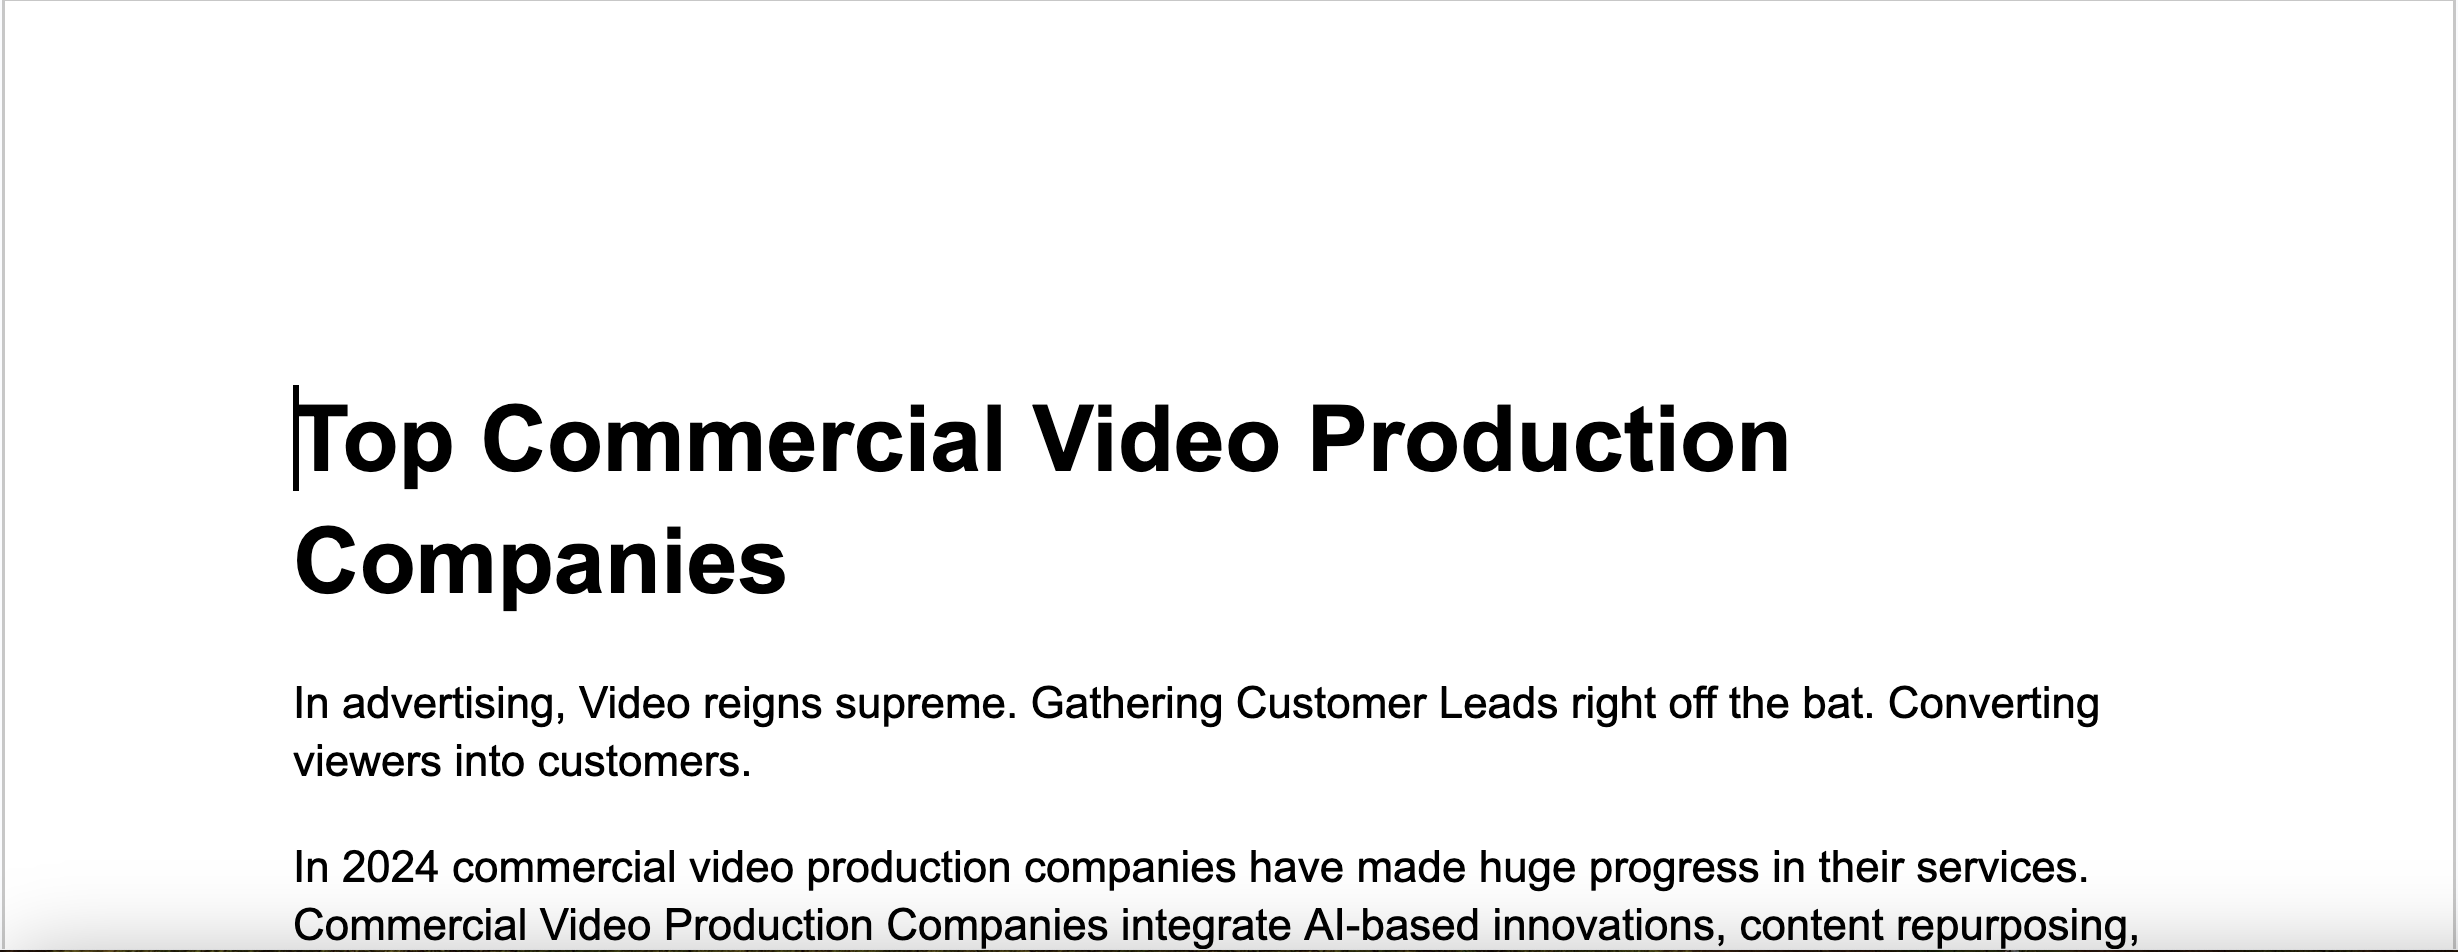 Top Commercial Video Production
Companies
In advertising, Video reigns supreme. Gathering Customer Leads right off the bat. Converting
viewers into customers.
In 2024 commercial video production companies have made huge progress in their services.
Commercial Video Production Companies integrate AI-based innovations, content repurposing,